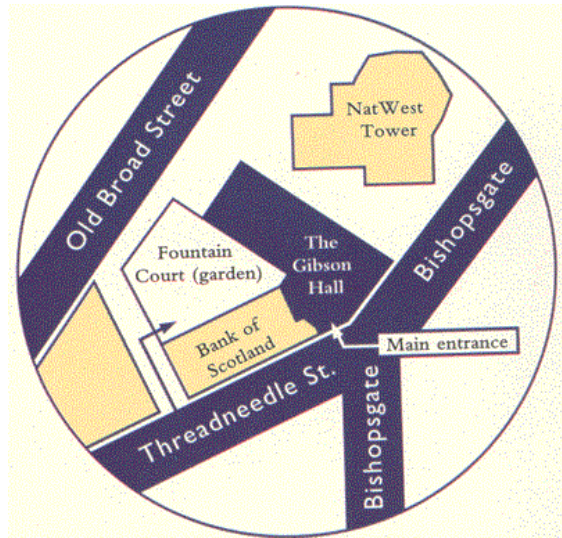 Old Broad Street
NatWest
Tower
Bishopsgate
The
Gibson
Hall
Fountain
Court (garden)
Bank of
Scotland
Main entrance
Threadneedle St.
Bishopsgate